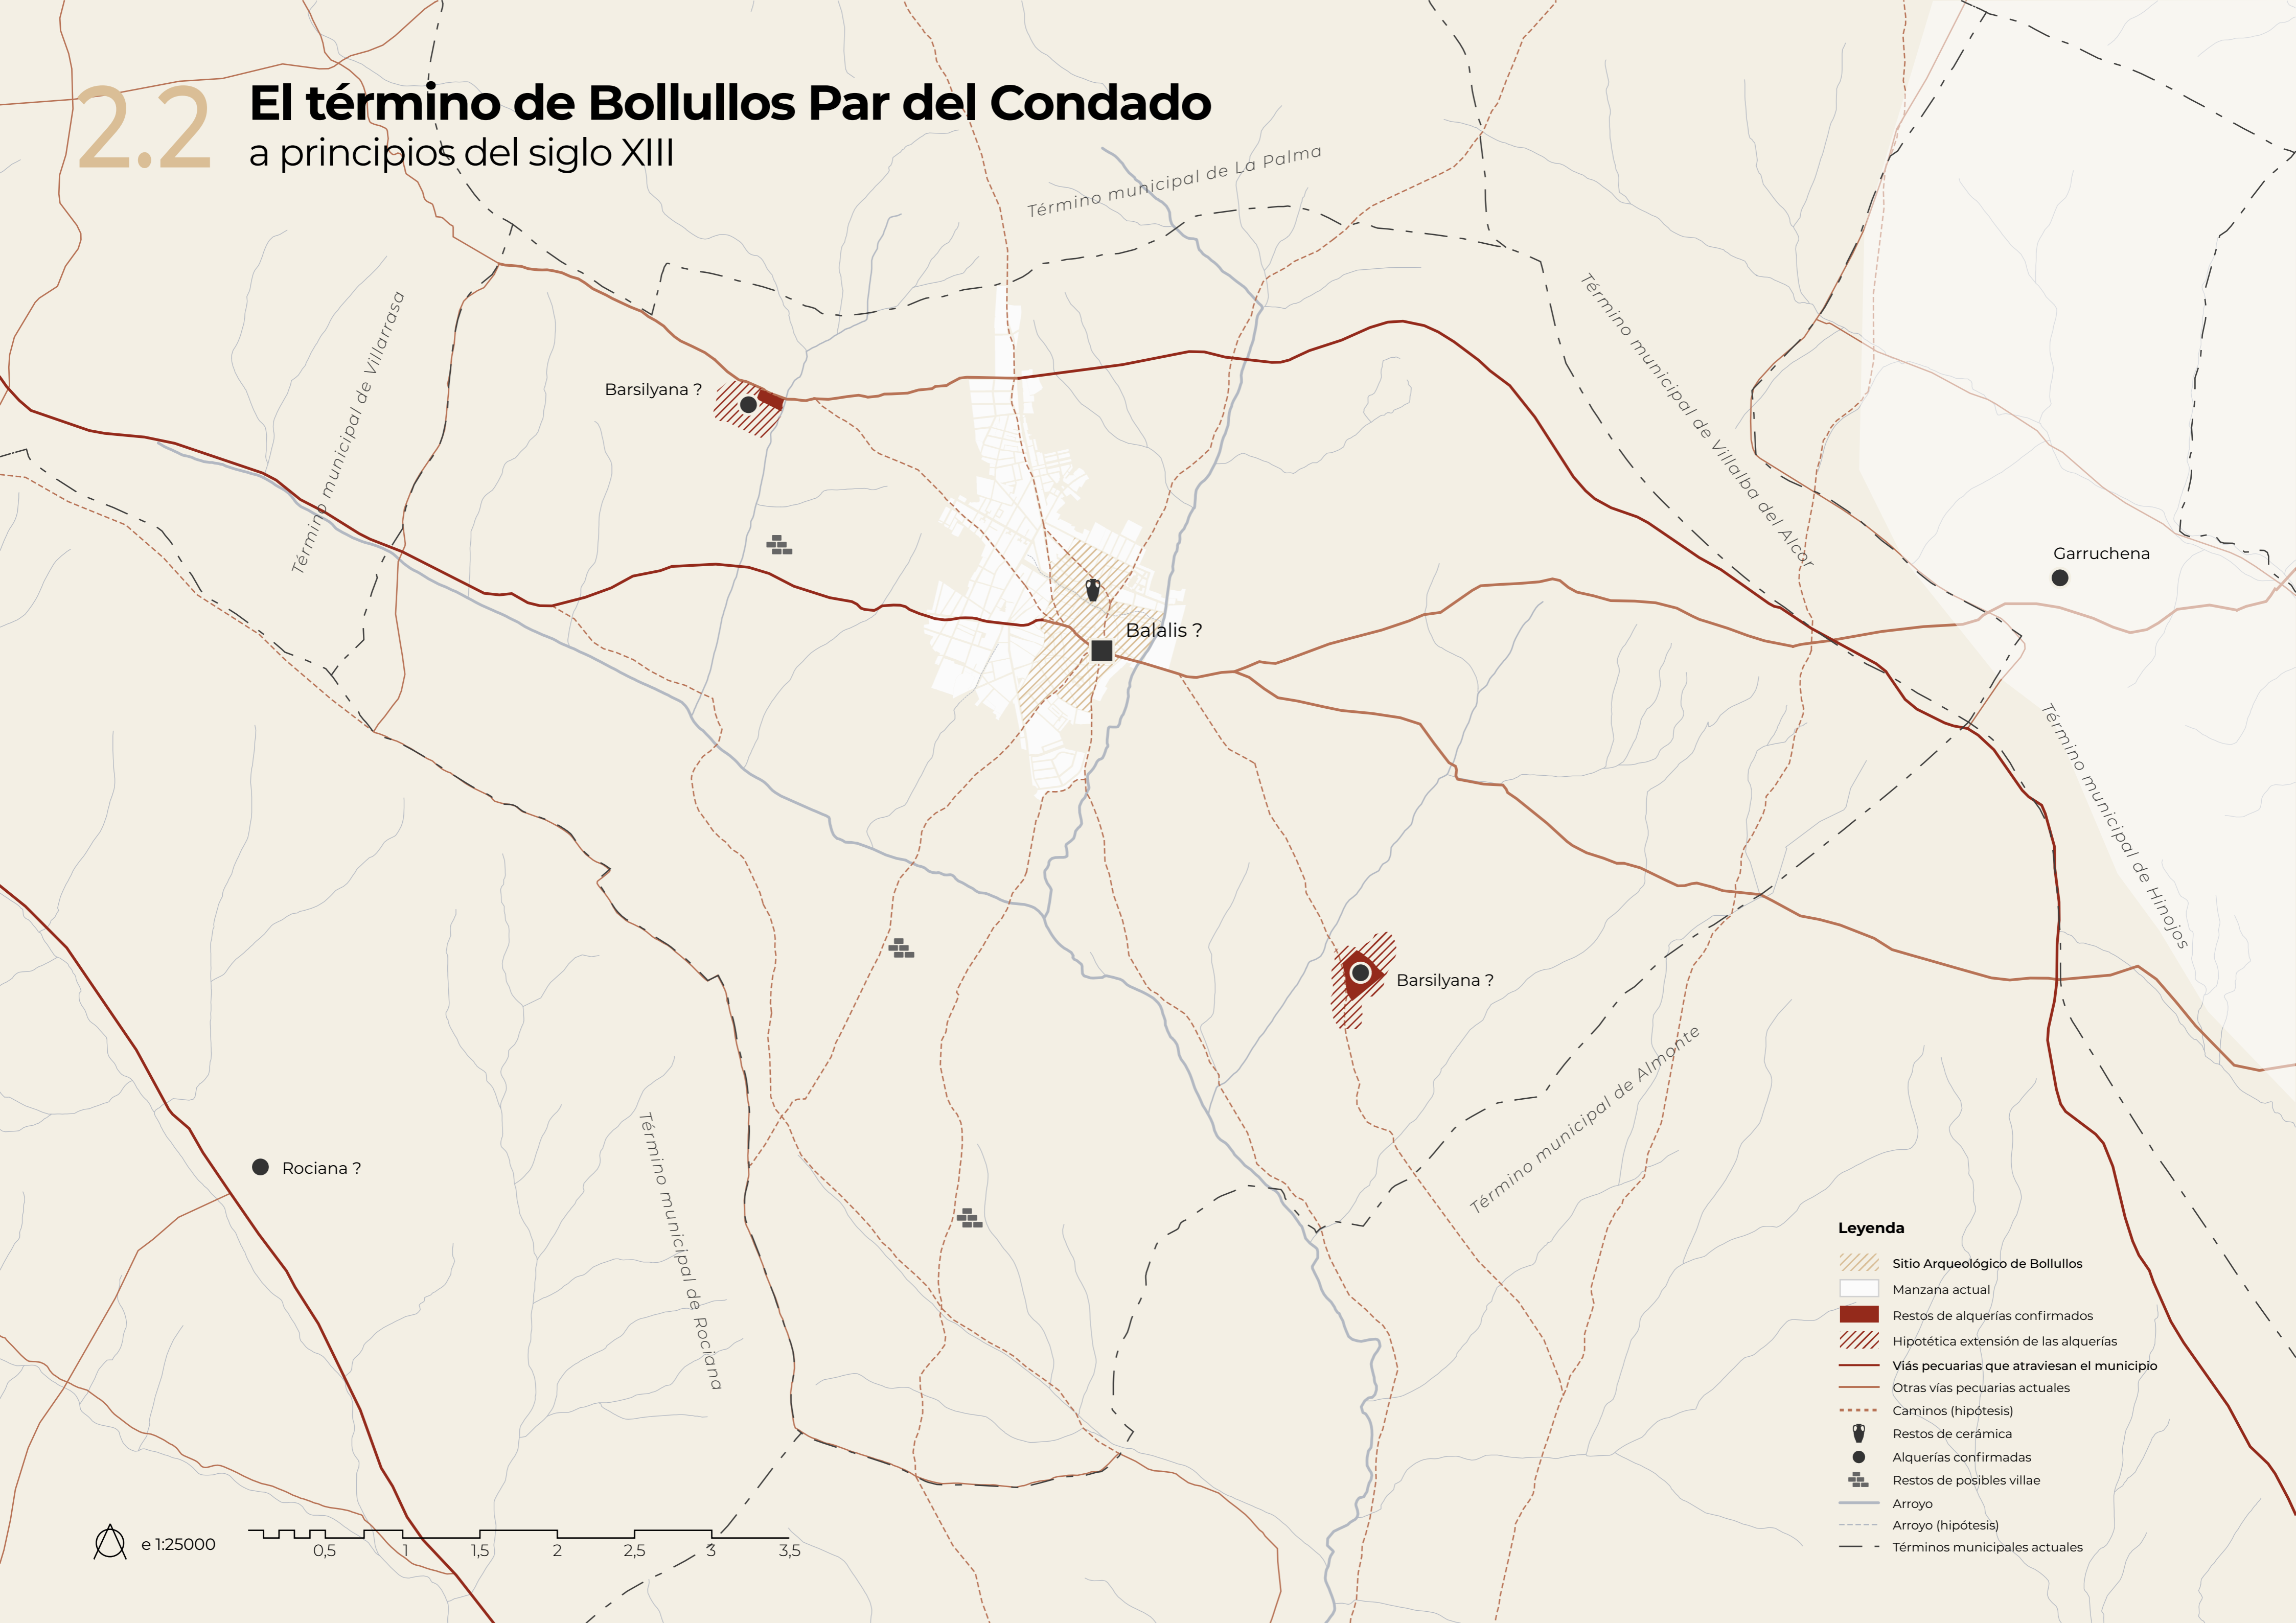 2.2
El término de Bollullos Par del Condado
a principios del siglo XIII
Término municipal de La Palma
Término municipal de Villarrasa
Término municipal de Villalba del Alcor
Barsilyana ?
Garruchena
Balalis ?
Término municipal de Hinojos
Barsilyana ?
Término municipal de Almonte
Rociana ?
Término municipal de Rociana
Leyenda
Sitio Arqueológico de Bollullos
Manzana actual
Restos de alquerías confirmados
Hipotética extensión de las alquerías
Viás pecuarias que atraviesan el municipio
Otras vías pecuarias actuales
Caminos (hipótesis)
Restos de cerámica
Alquerías confirmadas
Restos de posibles villae
Arroyo
Arroyo (hipótesis)
Términos municipales actuales
e 1:25000
0,5 1 1,5 2 2,5 3 3,5